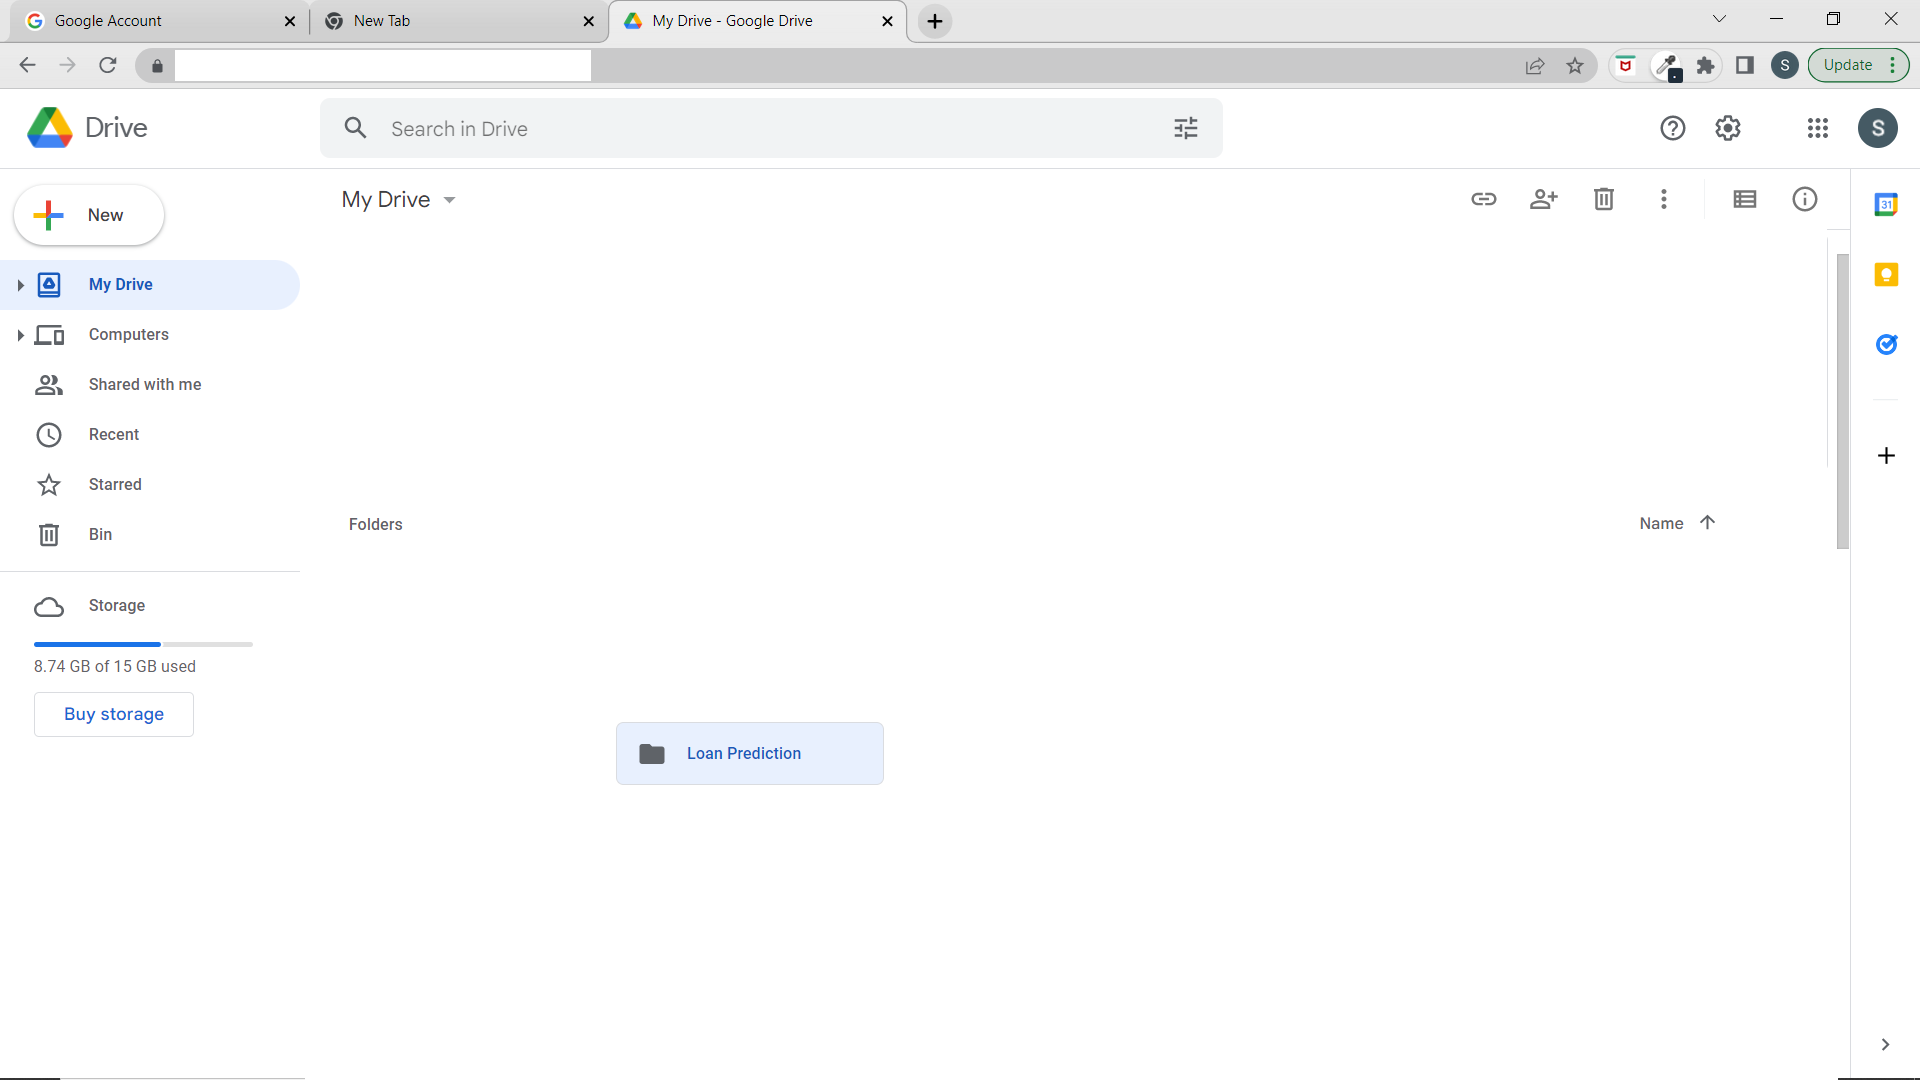 Google Account
New Tab
My Drive - Google Drive
S
Update
Drive
Search in Drive
S
New
My Drive
31
My Drive
Computers
Shared with me
Recent
Starred
Bin
Folders
Name
Storage
8.74 GB of 15 GB used
Buy storage
Loan Prediction